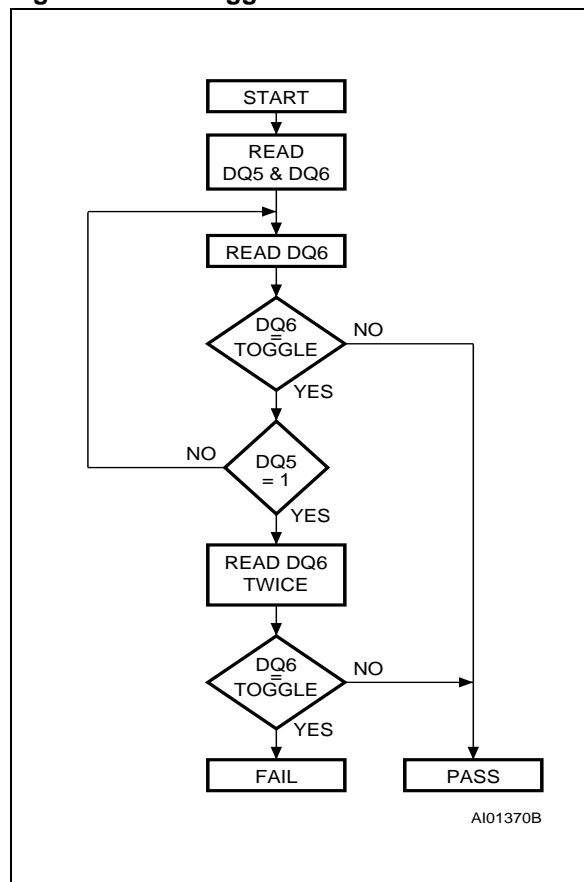 START
READ
DQ5 & DQ6
READ DQ6
DQ6
=
TOGGLE
NO
YES
NO
DQ5
= 1
YES
READ DQ6
TWICE
DQ6
=
TOGGLE
NO
YES
FAIL
PASS
AI01370B